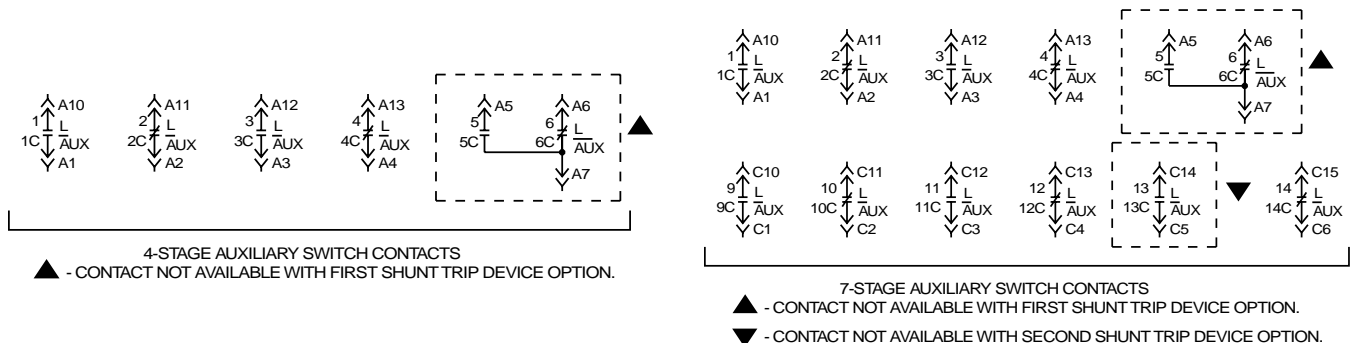 A10 A11 A12 A13 A5 A6
1 2 3 4 5 6
L L L L L
1C 2C 3C 4C 5C 6C
AUX AUX AUX AUX AUX
A1 A2 A3 A4 A7
4-STAGE AUXILIARY SWITCH CONTACTS
- CONTACT NOT AVAILABLE WITH FIRST SHUNT TRIP DEVICE OPTION.
A10 A11 A12 A13 A5 A6
1 2 3 4 5 6
L L L L L
1C 2C 3C 4C 5C 6C
AUX AUX AUX AUX AUX
A1 A2 A3 A4 A7
C10 C11 C12 C13 C14 C15
9 10 11 12 13 14
L L L L L L
9C 10C 11C 12C 13C 14C
AUX AUX AUX AUX AUX AUX
C1 C2 C3 C4 C5 C6
7-STAGE AUXILIARY SWITCH CONTACTS
- CONTACT NOT AVAILABLE WITH FIRST SHUNT TRIP DEVICE OPTION.
- CONTACT NOT AVAILABLE WITH SECOND SHUNT TRIP DEVICE OPTION.